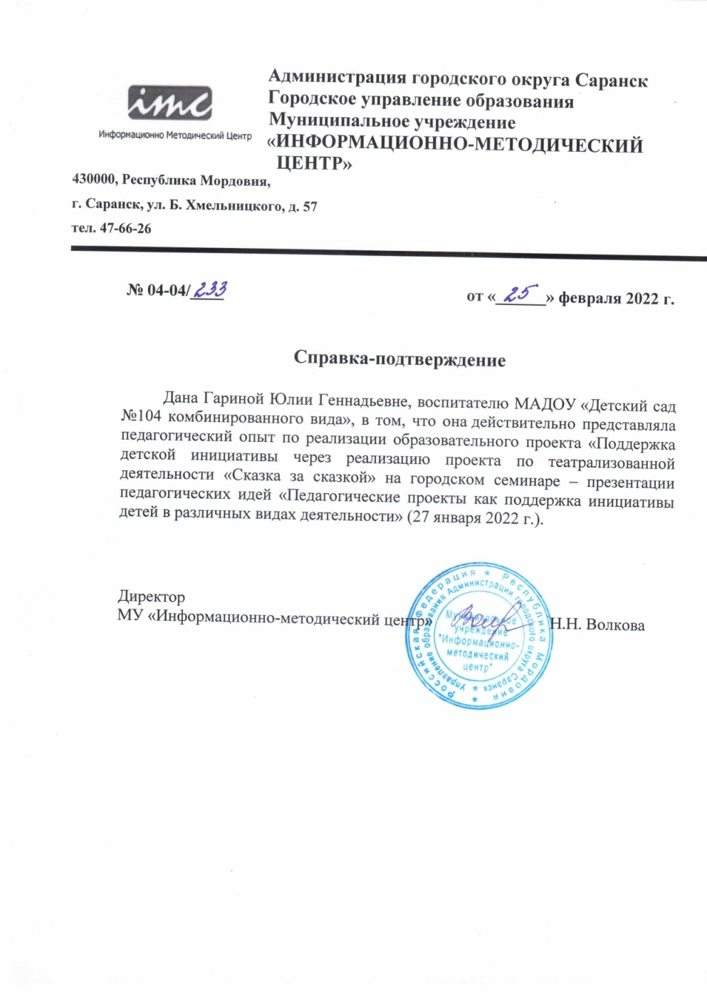 Администрация городского округа Саранск
Городское управление образования
Муниципальное учреждение
«ИНФОРМАЦИОННО-МЕТОДИЧЕСКИЙ
ЦЕНТР»
imc
Информационно Методический Центр
430000, Республика Мордовия,
г. Саранск, ул. Б. Хмельницкого, д. 57
тел. 47-66-26
№ 04-04/233 от «25» февраля 2022 г.
Справка-подтверждение
Дана Гариной Юлии Геннадьевне, воспитателю МАДОУ «Детский сад
№104 комбинированного вида», в том, что она действительно представляла
педагогический опыт по реализации образовательного проекта «Поддержка
детской инициативы через реализацию проекта по театрализованной
деятельности «Сказка за сказкой» на городском семинаре – презентации
педагогических идей «Педагогические проекты как поддержка инициативы
детей в различных видах деятельности» (27 января 2022 г.).
Директор
МУ «Информационно-методический центр» Н.Н. Волкова
Российская Федерация ★ Республика Мордовия ★
Управление образования Администрации городского округа Саранск ★
Муниципальное
учреждение
"Информационно-
методический
центр"